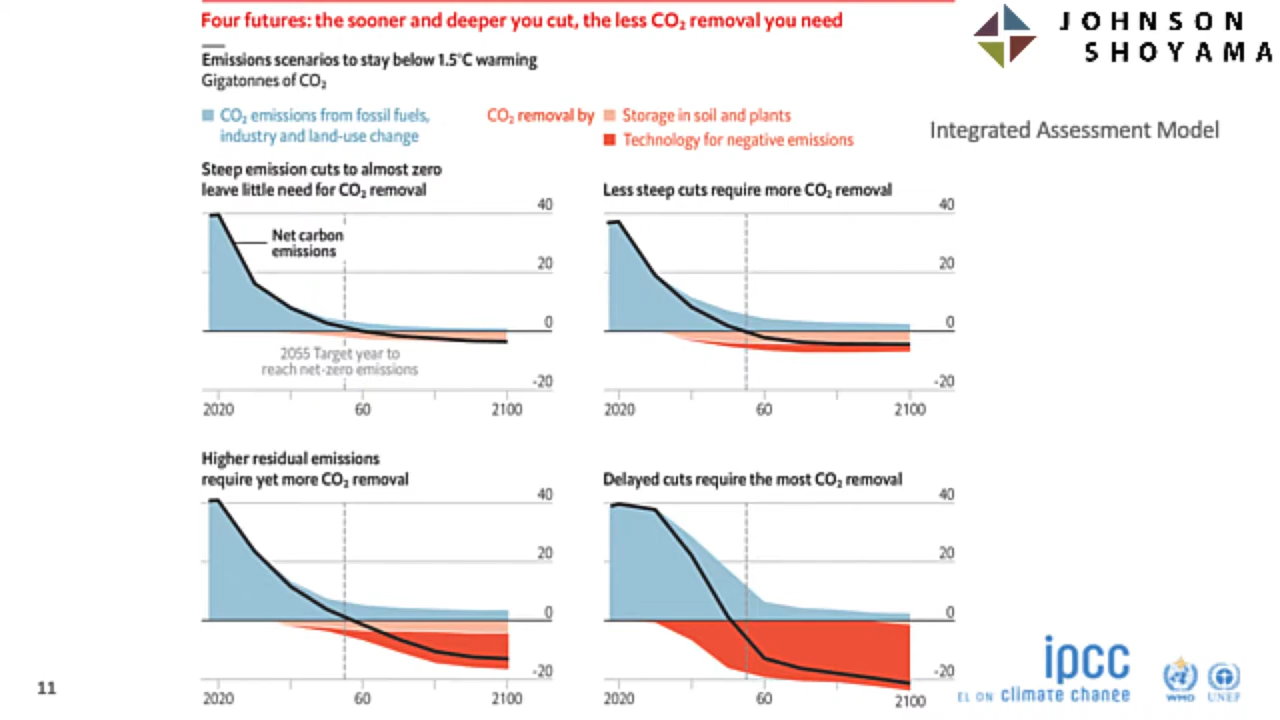 Four futures: the sooner and deeper you cut, the less CO₂ removal you need
JOHNSON
SHOYAMA
Emissions scenarios to stay below 1.5°C warming
Gigatonnes of CO₂
CO₂ emissions from fossil fuels,
industry and land-use change
CO₂ removal by
Storage in soil and plants
Technology for negative emissions
Integrated Assessment Model
Steep emission cuts to almost zero
leave little need for CO₂ removal
40
Net carbon
emissions
20
0
2055 Target year to
reach net-zero emissions
-20
2020 60 2100
Less steep cuts require more CO₂ removal
40
20
0
-20
2020 60 2100
Higher residual emissions
require yet more CO₂ removal
40
20
0
-20
2020 60 2100
Delayed cuts require the most CO₂ removal
40
20
0
-20
2020 60 2100
11
ipcc
EL ON climate change
WMO
UNEP